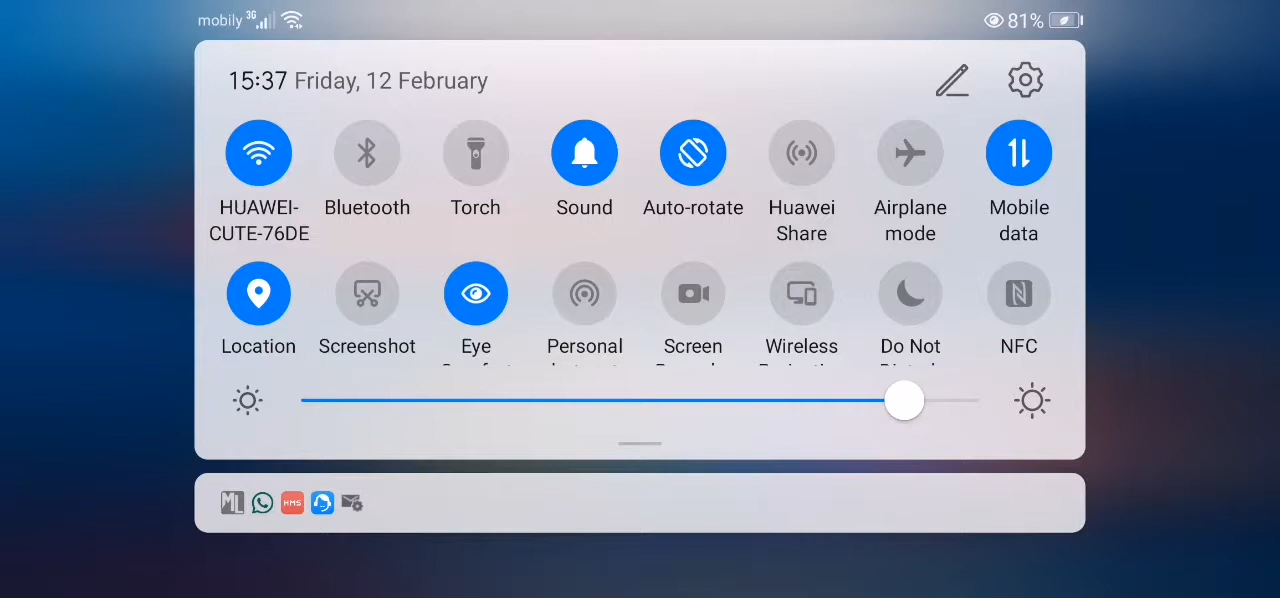 mobily 3G
81%
15:37 Friday, 12 February
HUAWEI-CUTE-76DE
Bluetooth
Torch
Sound
Auto-rotate
Huawei Share
Airplane mode
Mobile data
Location
Screenshot
Eye
Personal
Screen
Wireless
Do Not
NFC
ML
HMS